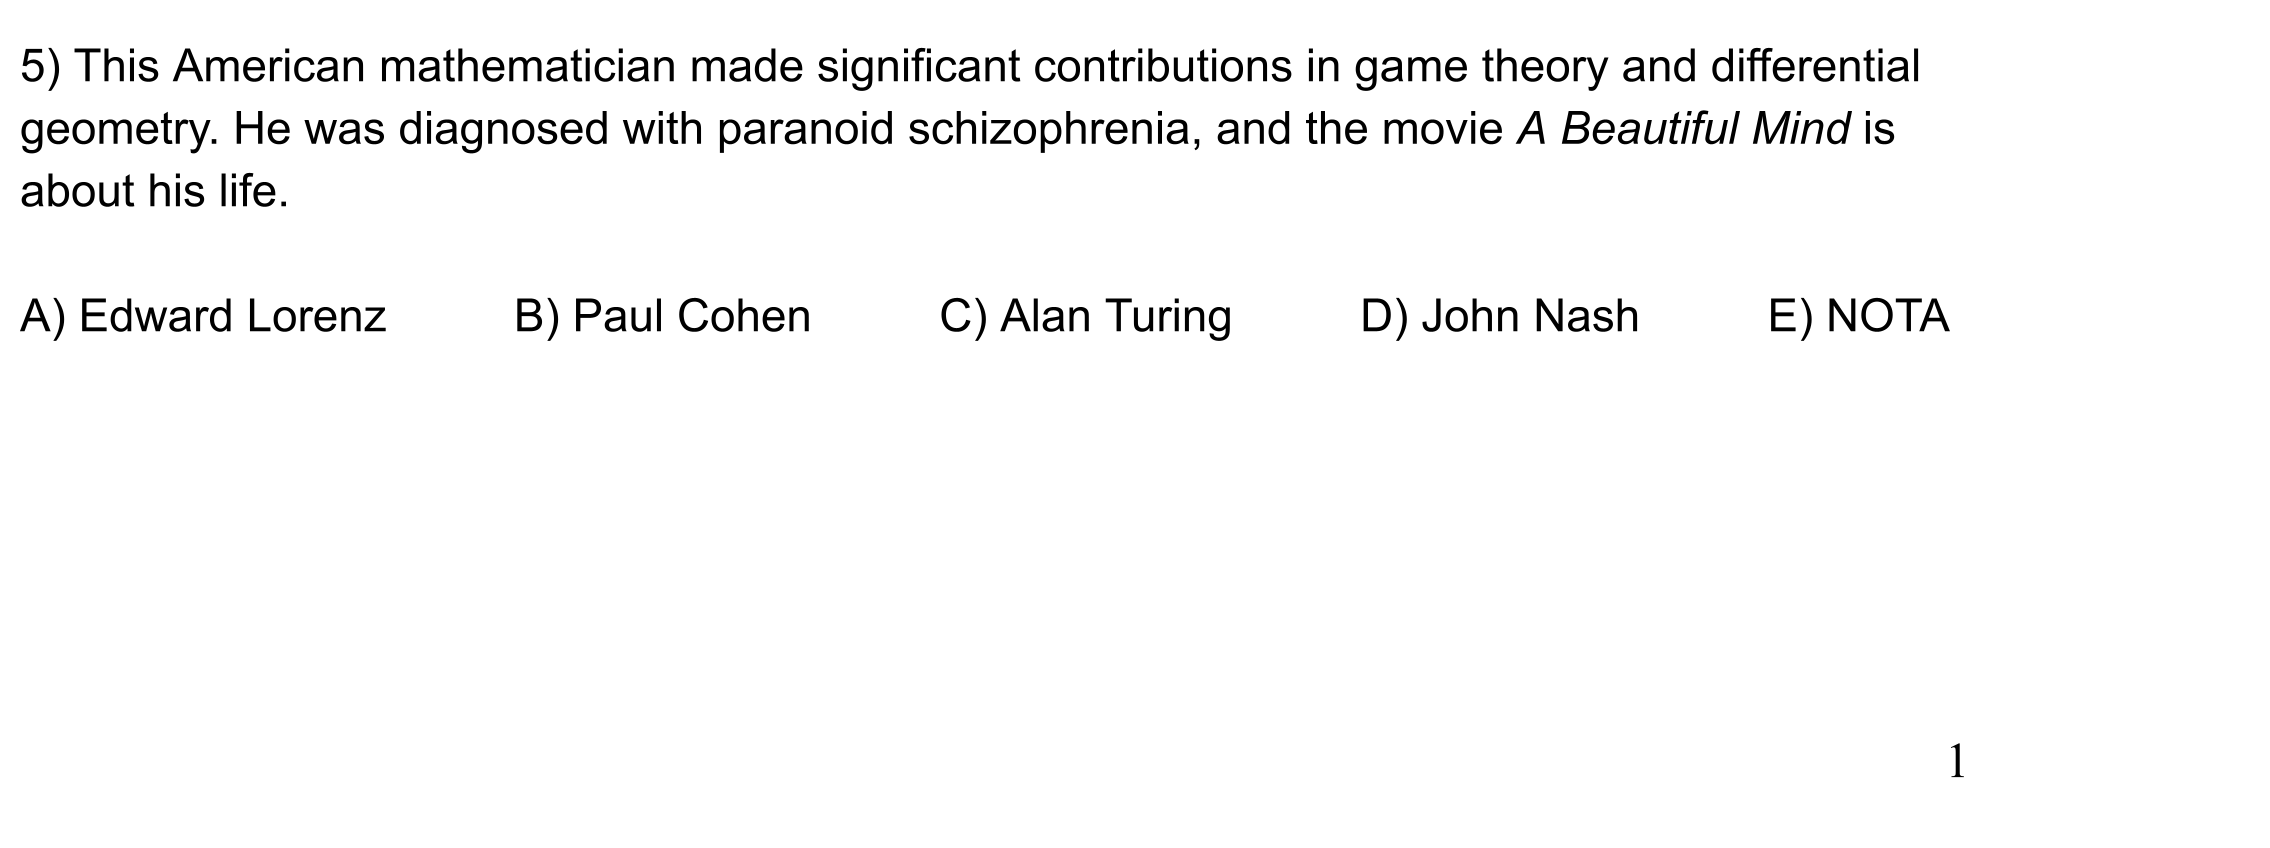 5) This American mathematician made significant contributions in game theory and differential
geometry. He was diagnosed with paranoid schizophrenia, and the movie A Beautiful Mind is
about his life.
A) Edward Lorenz B) Paul Cohen C) Alan Turing D) John Nash E) NOTA
1